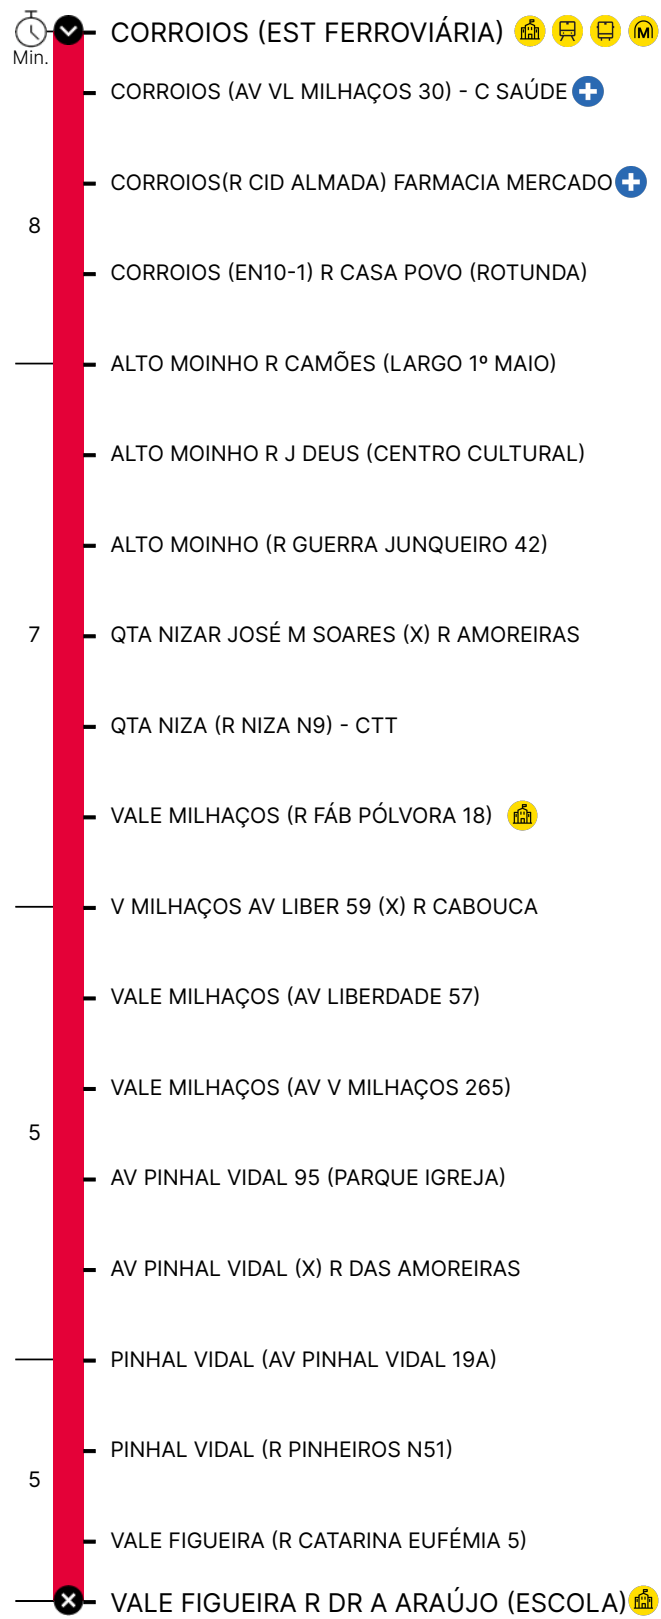 CORROIOS (EST FERROVIÁRIA) M
Min.
CORROIOS (AV VL MILHAÇOS 30) - C SAÚDE
CORROIOS(R CID ALMADA) FARMACIA MERCADO
8
CORROIOS (EN10-1) R CASA POVO (ROTUNDA)
ALTO MOINHO R CAMÕES (LARGO 1º MAIO)
ALTO MOINHO R J DEUS (CENTRO CULTURAL)
ALTO MOINHO (R GUERRA JUNQUEIRO 42)
7
QTA NIZAR JOSÉ M SOARES (X) R AMOREIRAS
QTA NIZA (R NIZA N9) - CTT
VALE MILHAÇOS (R FÁB PÓLVORA 18)
V MILHAÇOS AV LIBER 59 (X) R CABOUCA
VALE MILHAÇOS (AV LIBERDADE 57)
VALE MILHAÇOS (AV V MILHAÇOS 265)
5
AV PINHAL VIDAL 95 (PARQUE IGREJA)
AV PINHAL VIDAL (X) R DAS AMOREIRAS
PINHAL VIDAL (AV PINHAL VIDAL 19A)
PINHAL VIDAL (R PINHEIROS N51)
5
VALE FIGUEIRA (R CATARINA EUFÉMIA 5)
VALE FIGUEIRA R DR A ARAÚJO (ESCOLA)